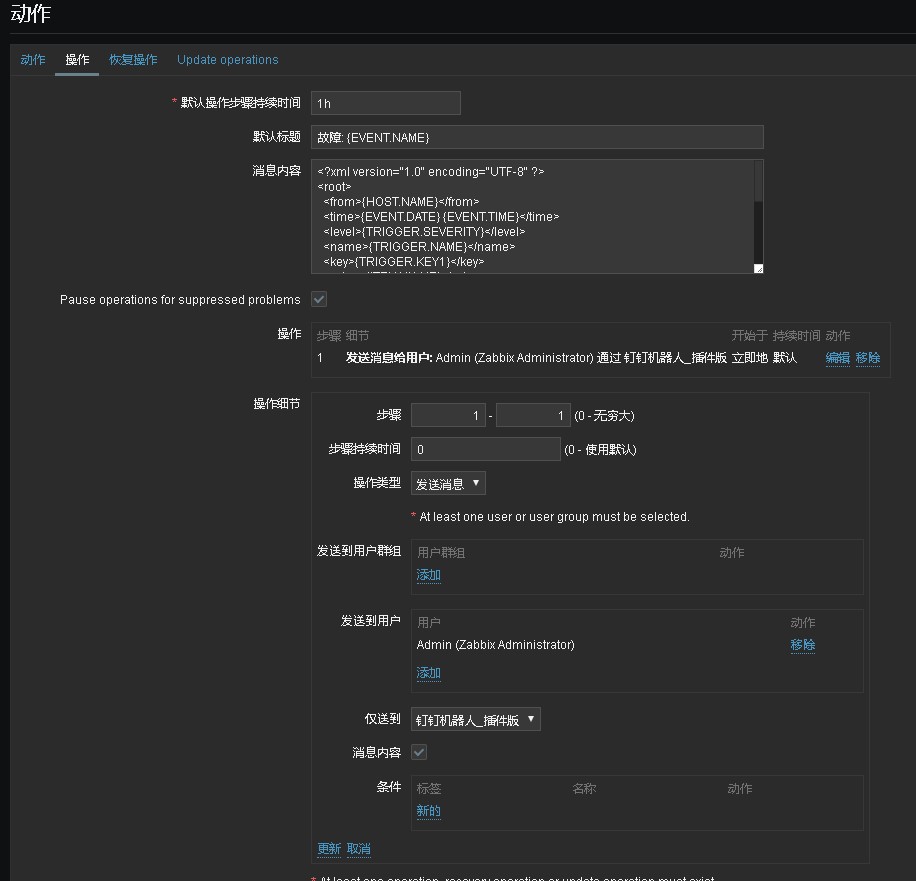 动作
动作 操作 恢复操作 Update operations
* 默认操作步骤持续时间 1h
默认标题 故障: {EVENT.NAME}
消息内容 <?xml version="1.0" encoding="UTF-8" ?>
<root>
<from>{HOST.NAME}</from>
<time>{EVENT.DATE} {EVENT.TIME}</time>
<level>{TRIGGER.SEVERITY}</level>
<name>{TRIGGER.NAME}</name>
<key>{TRIGGER.KEY1}</key>
Pause operations for suppressed problems
操作 步骤 细节 开始于 持续时间 动作
1 发送消息给用户: Admin (Zabbix Administrator) 通过 钉钉机器人_插件版 立即地 默认 编辑 移除
操作细节 步骤 1 - 1 (0 - 无穷大)
步骤持续时间 0 (0 - 使用默认)
操作类型 发送消息
* At least one user or user group must be selected.
发送到用户群组 用户群组 动作
添加
发送到用户 用户 动作
Admin (Zabbix Administrator) 移除
添加
仅送到 钉钉机器人_插件版
消息内容
条件 标签 名称 动作
新的
更新 取消
* At least one operation, recovery operation or update operation must exist.